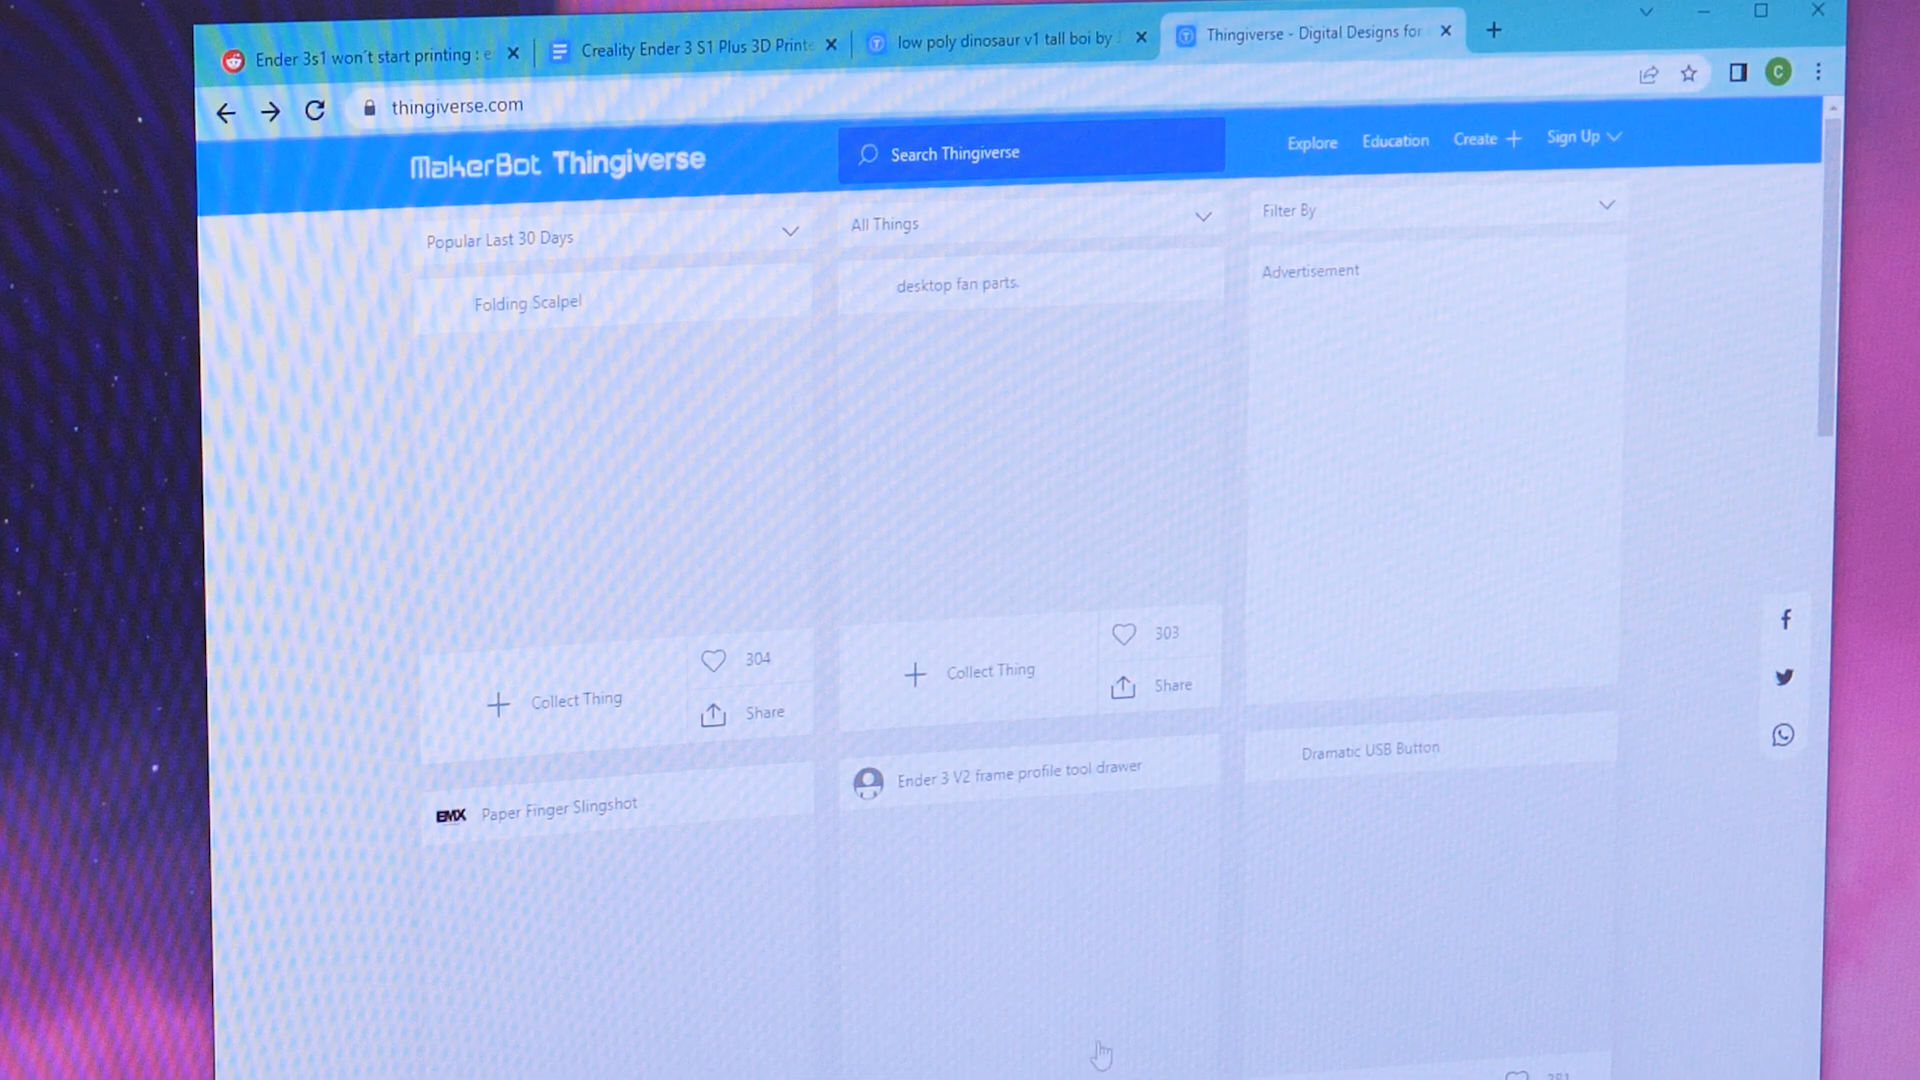 Ender 3s1 won't start printing : e
Creality Ender 3 S1 Plus 3D Printe
low poly dinosaur v1 tall boi by
Thingiverse - Digital Designs for
thingiverse.com
C
MakerBot Thingiverse
Search Thingiverse
Explore
Education
Create
Sign Up
Popular Last 30 Days
All Things
Filter By
Folding Scalpel
desktop fan parts.
Advertisement
304
Collect Thing
Share
303
Collect Thing
Share
EMX
Paper Finger Slingshot
Ender 3 V2 frame profile tool drawer
Dramatic USB Button